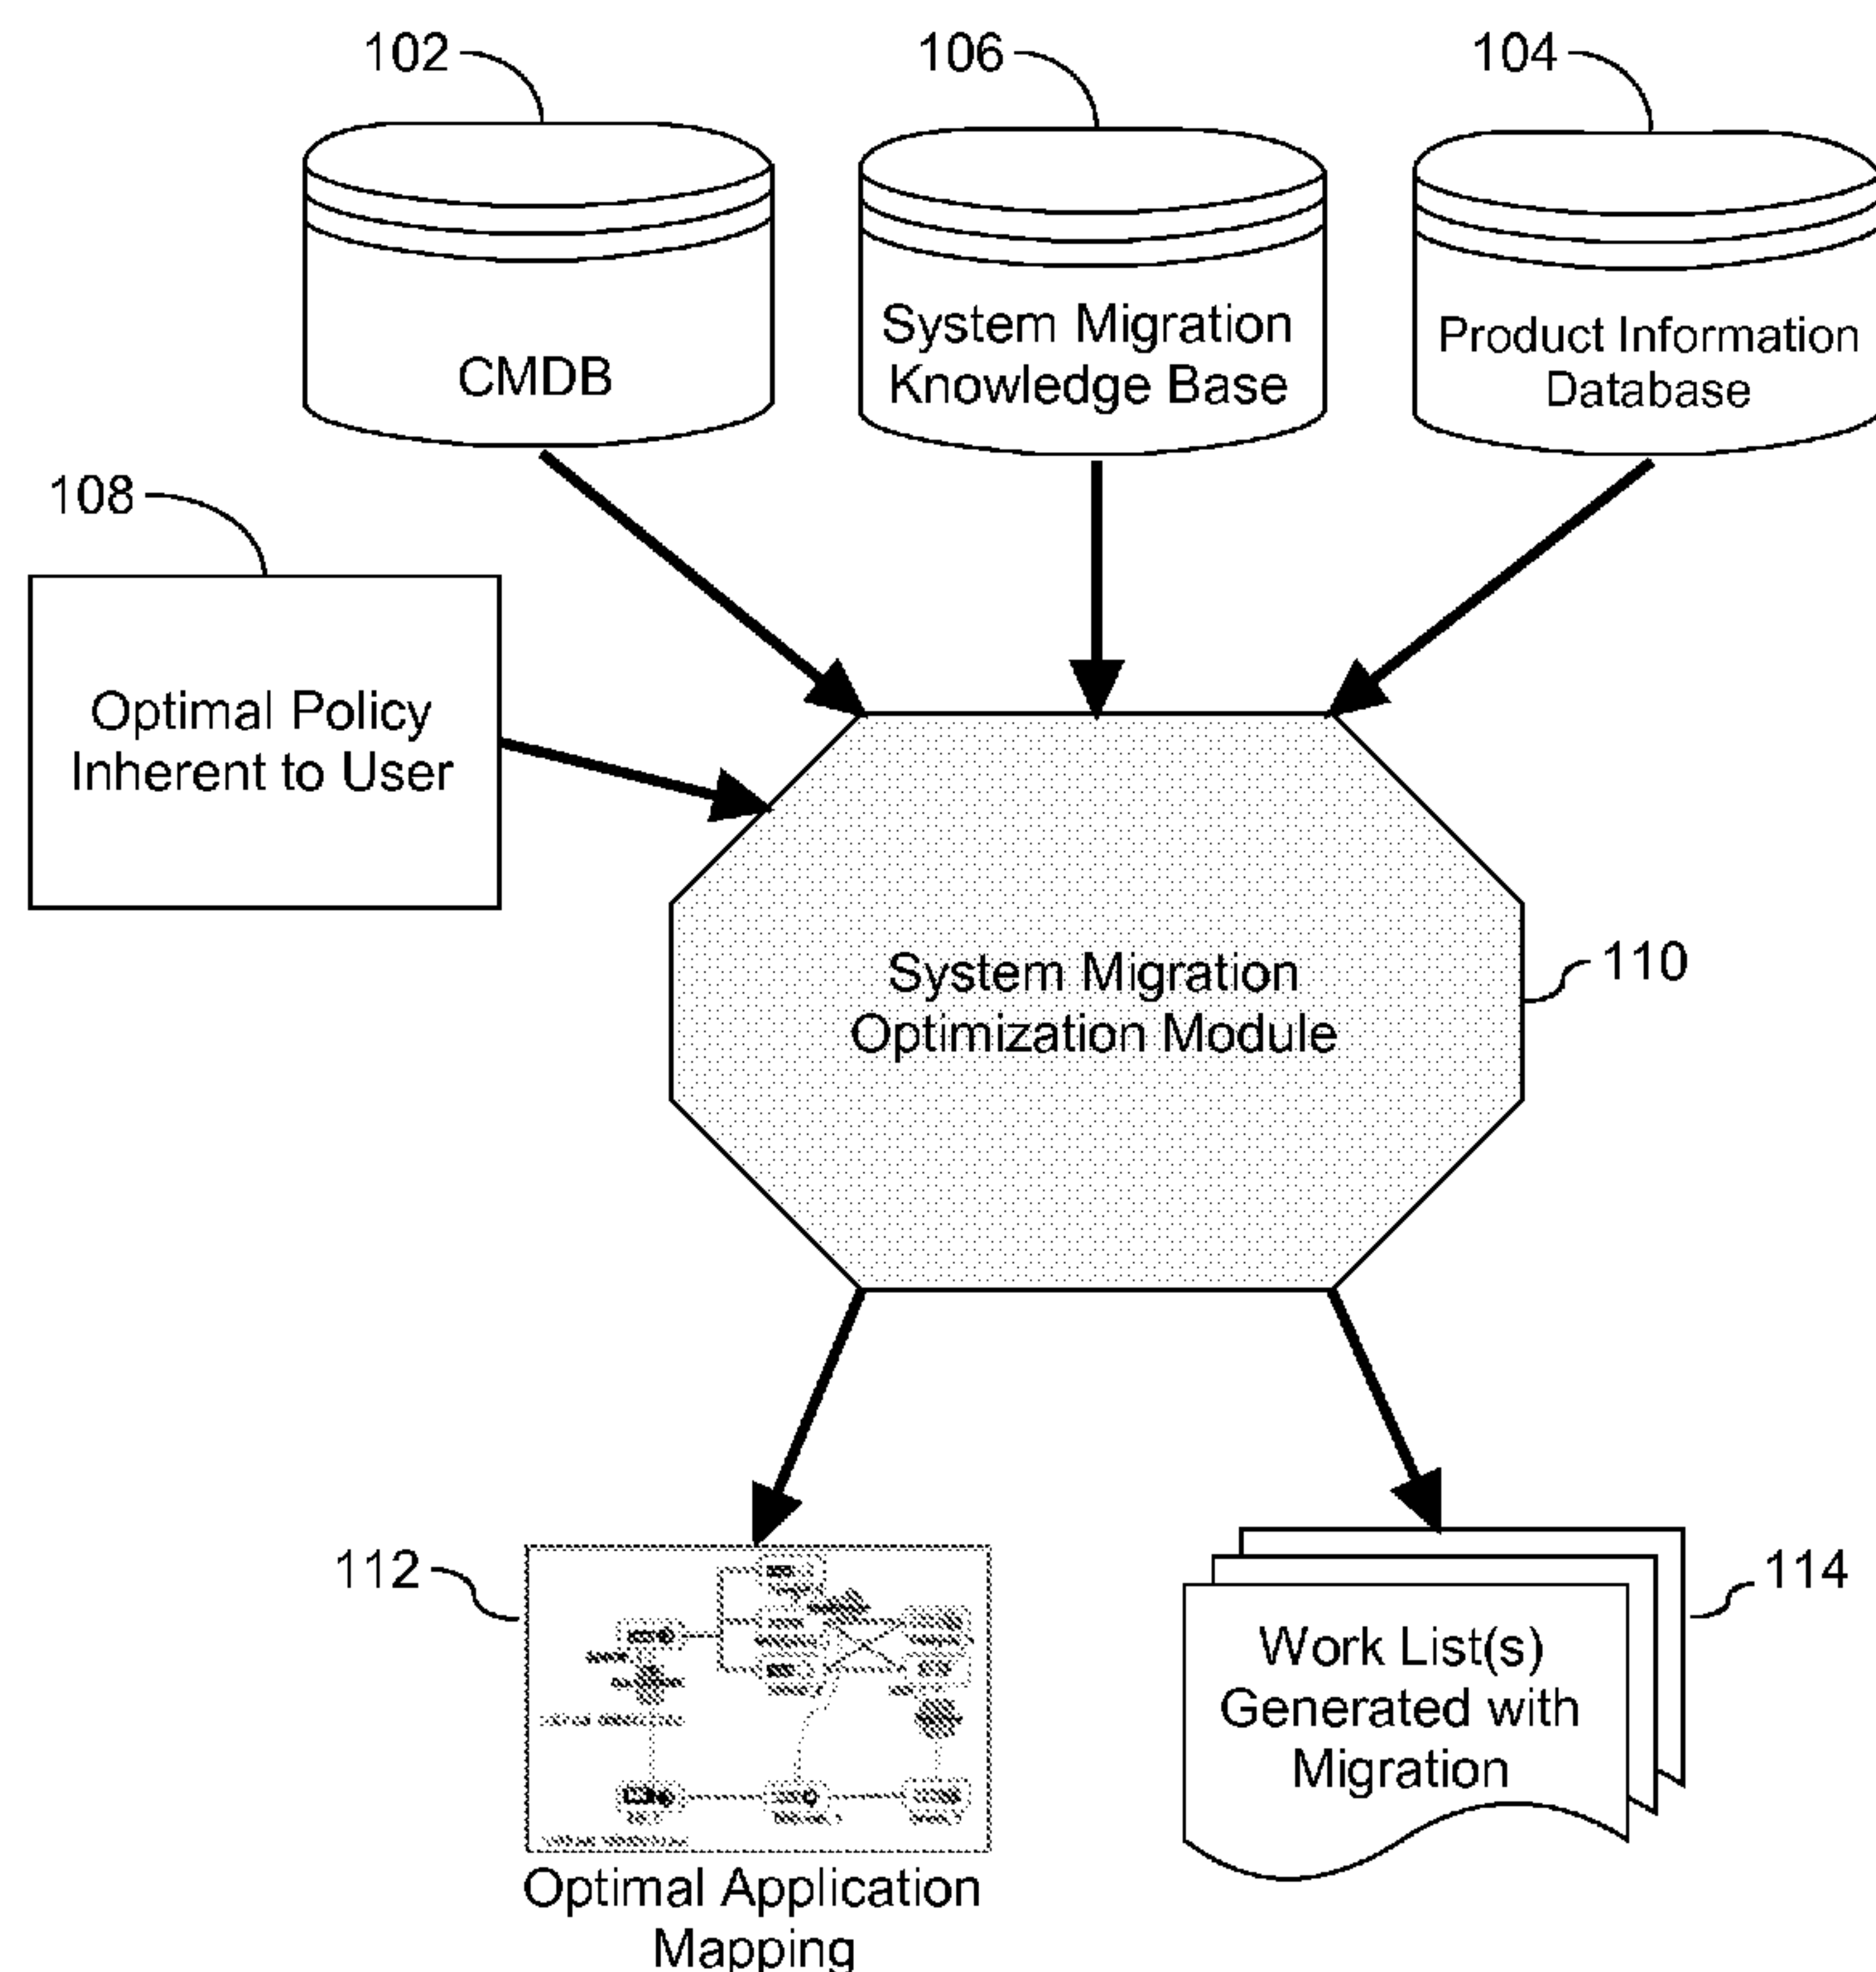 102
106
104
CMDB
System Migration
Knowledge Base
Product Information
Database
108
Optimal Policy
Inherent to User
System Migration
Optimization Module
110
112
114
Work List(s)
Generated with
Migration
Optimal Application
Mapping